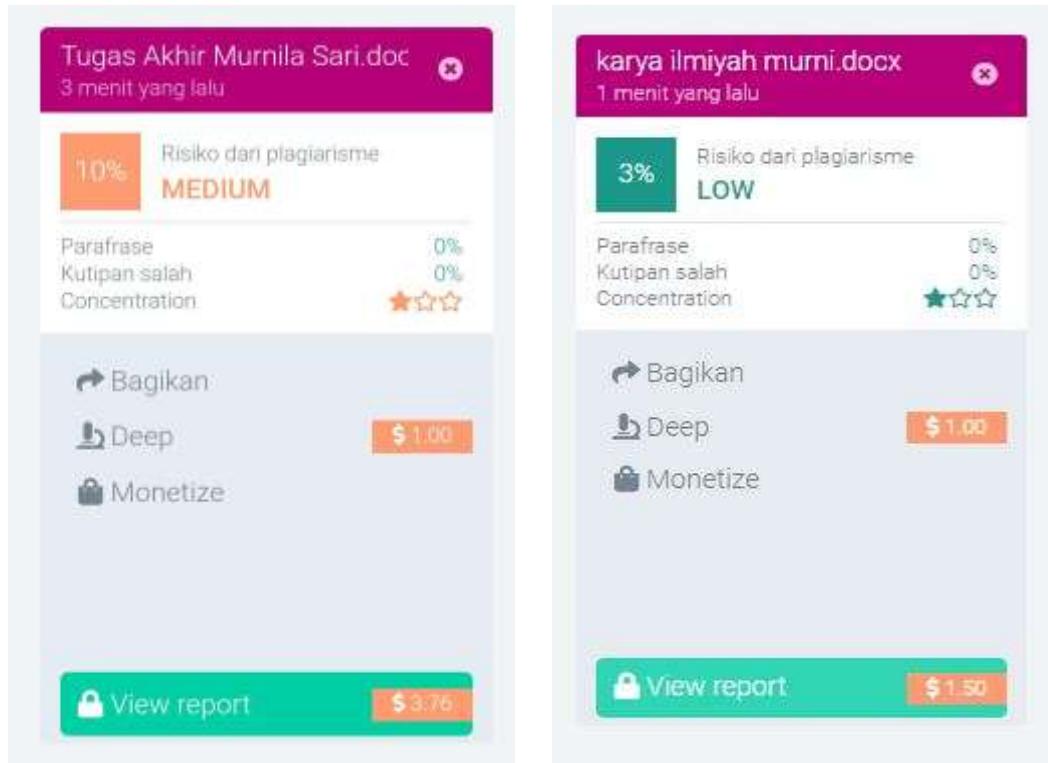 Tugas Akhir Murnila Sari.doc
3 menit yang lalu
10%
Risiko dari plagiarisme
MEDIUM
Parafrase 0%
Kutipan salah 0%
Concentration
Bagikan
Deep $ 1.00
Monetize
View report $ 3.76
karya ilmiyah murni.docx
1 menit yang lalu
3%
Risiko dari plagiarisme
LOW
Parafrase 0%
Kutipan salah 0%
Concentration
Bagikan
Deep $ 1.00
Monetize
View report $ 1.50